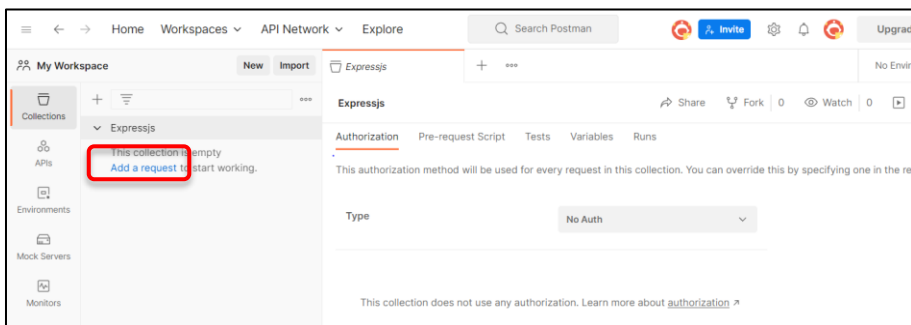 Home Workspaces API Network Explore Search Postman Invite
My Workspace New Import Expressjs No Envir
Collections
Expressjs
This collection is empty
Add a request to start working.
APIs
Environments
Mock Servers
Monitors
Expressjs Share Fork 0 Watch 0
Authorization Pre-request Script Tests Variables Runs
This authorization method will be used for every request in this collection. You can override this by specifying one in the re
Type No Auth
This collection does not use any authorization. Learn more about authorization